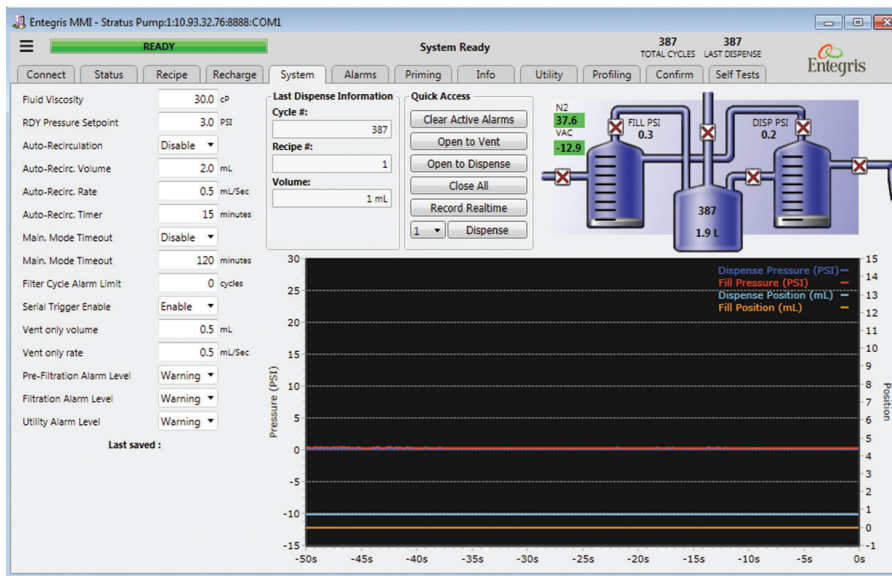 Entegris MMI - Stratus Pump:1:10.93.32.76:8888:COM1
READY
System Ready
387 387
TOTAL CYCLES LAST DISPENSE
Entegris
Connect Status Recipe Recharge System Alarms Priming Info Utility Profiling Confirm Self Tests
Fluid Viscosity 30.0 cP
RDY Pressure Setpoint 3.0 PSI
Auto-Recirculation Disable
Auto-Recirc. Volume 2.0 mL
Auto-Recirc. Rate 0.5 mL/Sec
Auto-Recirc. Timer 15 minutes
Main. Mode Timeout Disable
Main. Mode Timeout 120 minutes
Filter Cycle Alarm Limit 0 cycles
Serial Trigger Enable Enable
Vent only volume 0.5 mL
Vent only rate 0.5 mL/Sec
Pre-Filtration Alarm Level Warning
Filtration Alarm Level Warning
Utility Alarm Level Warning
Last saved :
Last Dispense Information
Cycle #:
387
Recipe #:
1
Volume:
1 mL
Quick Access
Clear Active Alarms
Open to Vent
Open to Dispense
Close All
Record Realtime
1 Dispense
N2
37.6
VAC
-12.9
FILL PSI
0.3
DISP PSI
0.2
387
1.9 L
Dispense Pressure (PSI)
Fill Pressure (PSI)
Dispense Position (mL)
Fill Position (mL)
Pressure (PSI)
30
25
20
15
10
5
0
-5
-10
-15
-50s -45s -40s -35s -30s -25s -20s -15s -10s -5s 0s
15
14
13
12
11
10
9
8
7
6
5
4
3
2
1
0
-1
Position